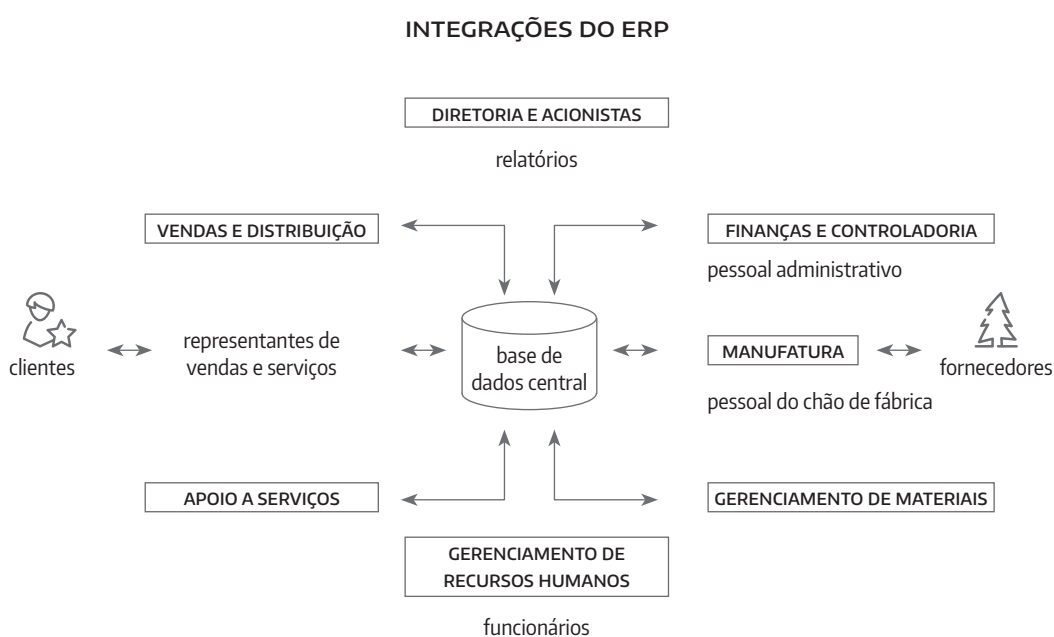 INTEGRAÇÕES DO ERP
DIRETORIA E ACIONISTAS
relatórios
VENDAS E DISTRIBUIÇÃO
FINANÇAS E CONTROLADORIA
pessoal administrativo
clientes
representantes de
vendas e serviços
base de
dados central
MANUFATURA
fornecedores
pessoal do chão de fábrica
APOIO A SERVIÇOS
GERENCIAMENTO DE MATERIAIS
GERENCIAMENTO DE
RECURSOS HUMANOS
funcionários